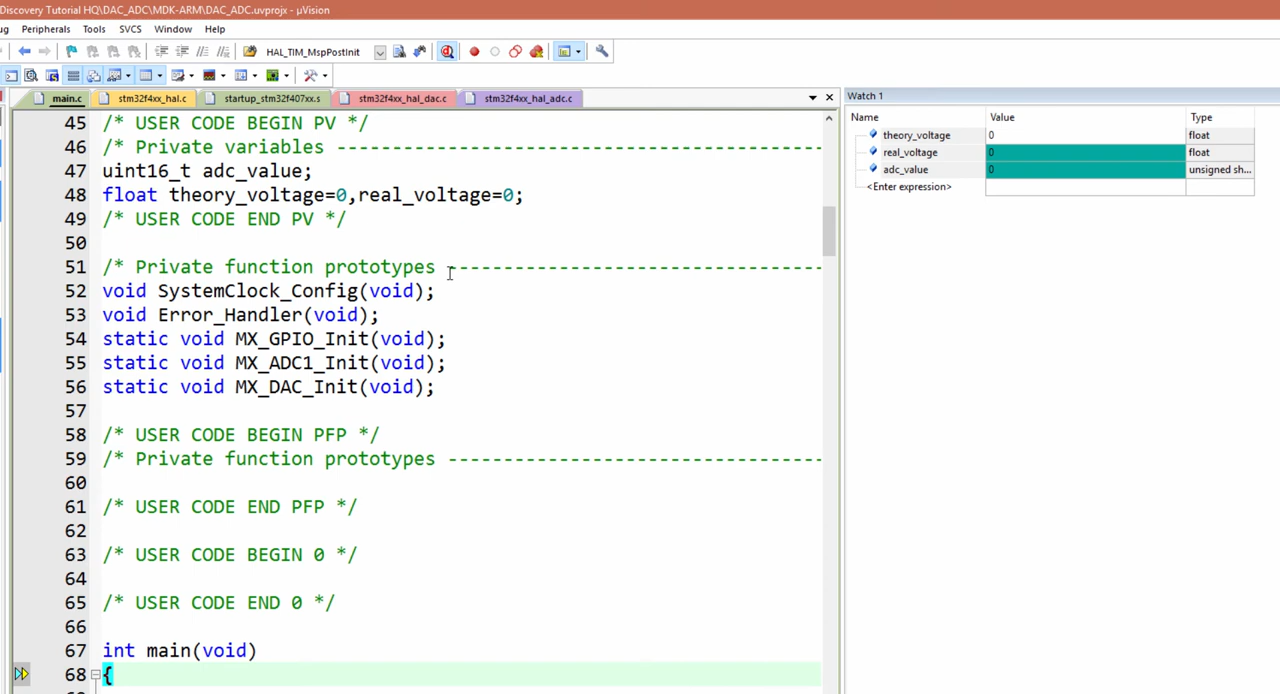 Discovery Tutorial HQ\DAC_ADC\MDK-ARM\DAC_ADC.uvprojx - µVision
ug Peripherals Tools SVCS Window Help
HAL_TIM_MspPostInit
main.c stm32f4xx_hal.c startup_stm32f407xx.s stm32f4xx_hal_dac.c stm32f4xx_hal_adc.c
45 /* USER CODE BEGIN PV */
46 /* Private variables ---------------------------------------------
47 uint16_t adc_value;
48 float theory_voltage=0,real_voltage=0;
49 /* USER CODE END PV */
50
51 /* Private function prototypes ----------------------------------
52 void SystemClock_Config(void);
53 void Error_Handler(void);
54 static void MX_GPIO_Init(void);
55 static void MX_ADC1_Init(void);
56 static void MX_DAC_Init(void);
57
58 /* USER CODE BEGIN PFP */
59 /* Private function prototypes ----------------------------------
60
61 /* USER CODE END PFP */
62
63 /* USER CODE BEGIN 0 */
64
65 /* USER CODE END 0 */
66
67 int main(void)
68 {
Watch 1
Name Value Type
theory_voltage 0 float
real_voltage 0 float
adc_value 0 unsigned sh...
<Enter expression>